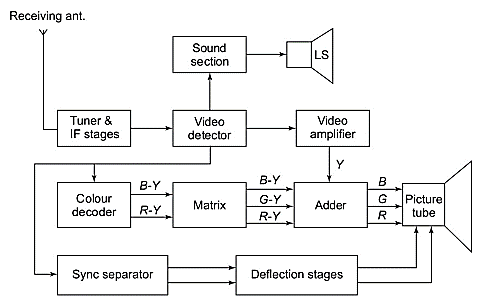 Receiving ant.
Sound
section
LS
Tuner &
IF stages
Video
detector
Video
amplifier
Y
Colour
decoder
B-Y
R-Y
Matrix
B-Y
G-Y
R-Y
Adder
B
G
R
Picture
tube
Sync separator
Deflection stages